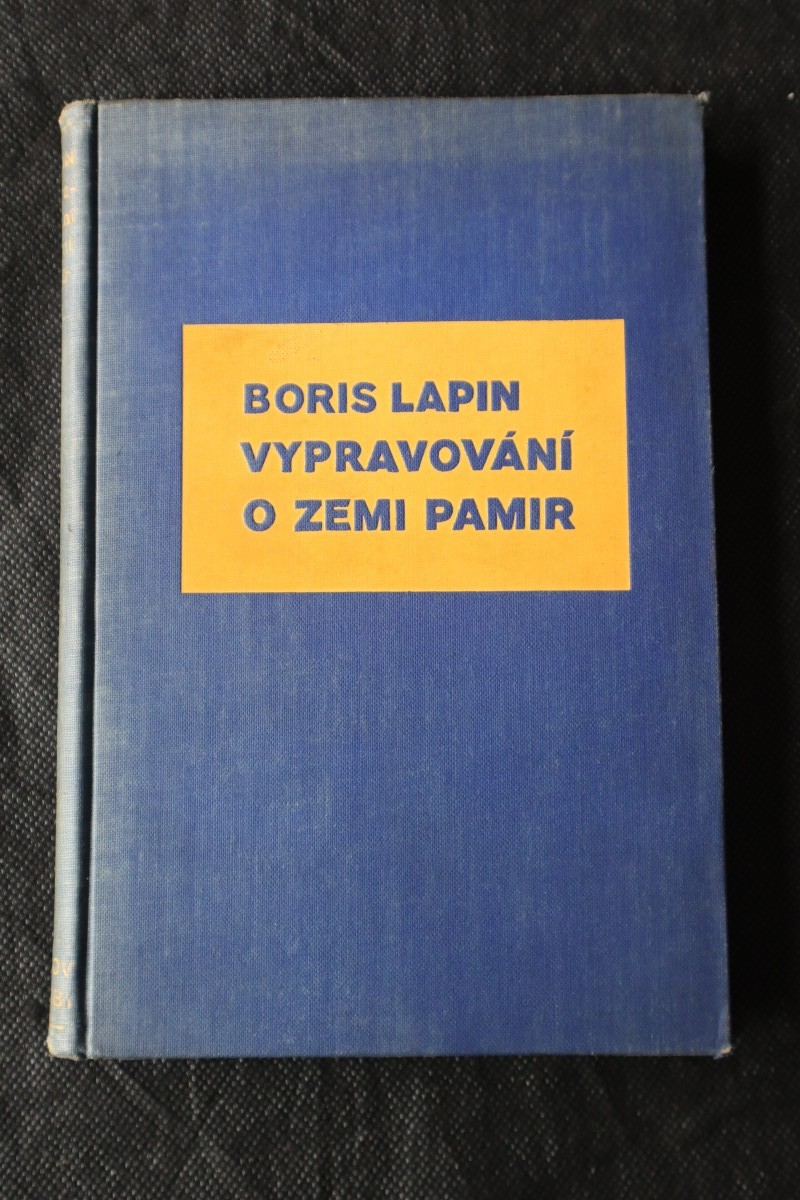 BORIS LAPIN
VYPRAVOVÁNÍ
O ZEMI PAMIR